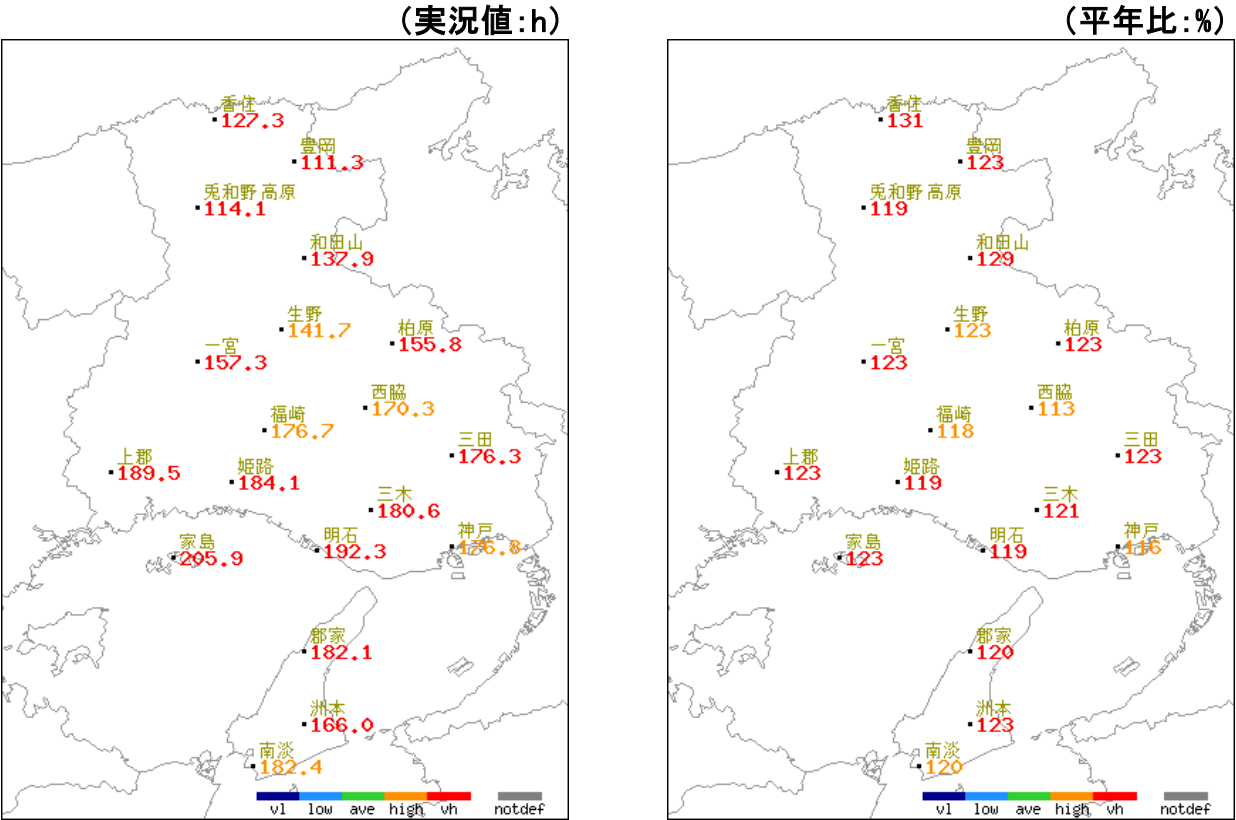 (実況値:h)
香住
127.3
豊岡
111.3
兎和野高原
114.1
和田山
137.9
生野
141.7
柏原
155.8
一宮
157.3
西脇
170.3
福崎
176.7
三田
176.3
上郡
189.5
姫路
184.1
三木
180.6
神戸
176.8
明石
192.3
家島
205.9
郡家
182.1
洲本
166.0
南淡
182.4
vl low ave high vh notdef
(平年比:%)
香住
131
豊岡
123
兎和野高原
119
和田山
129
生野
123
柏原
123
一宮
123
西脇
113
福崎
118
三田
123
上郡
123
姫路
119
三木
121
神戸
116
明石
119
家島
123
郡家
120
洲本
123
南淡
120
vl low ave high vh notdef